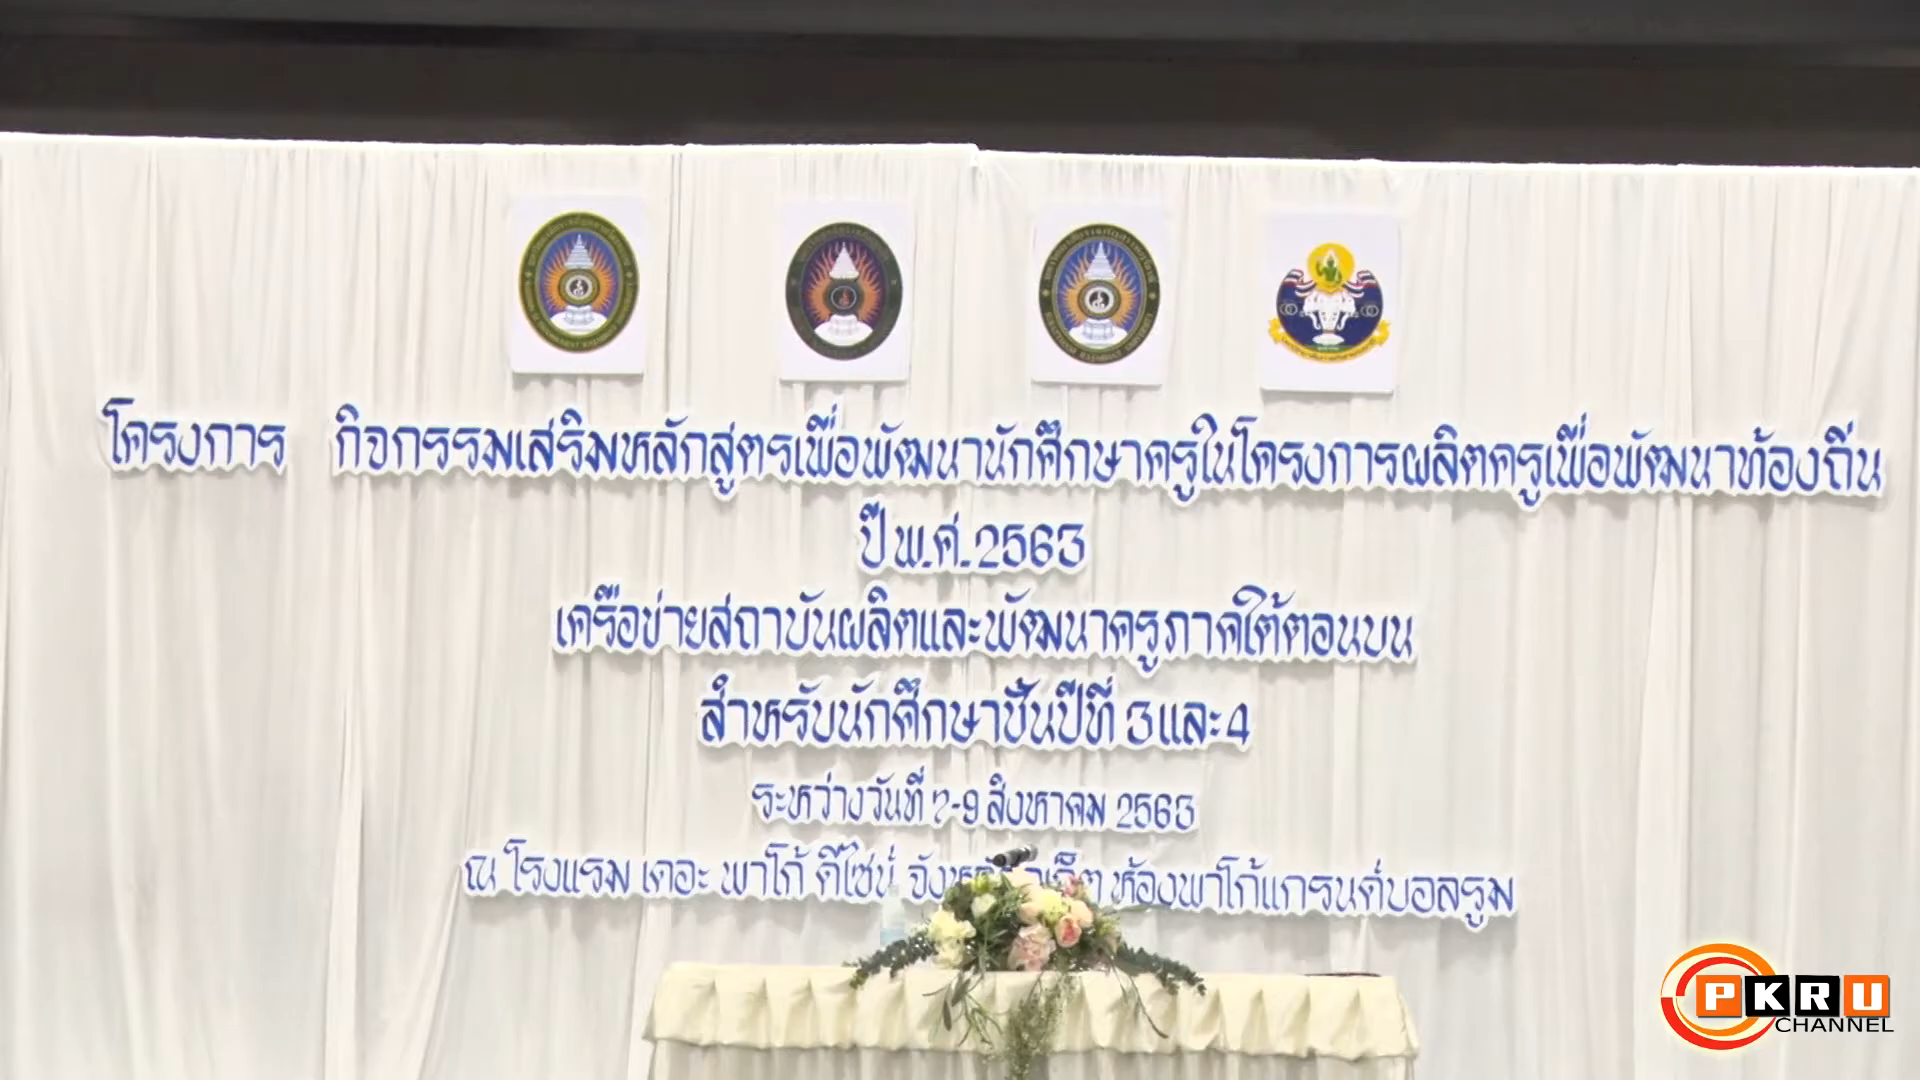 โครงการ กิจกรรมเสริมหลักสูตรเพื่อพัฒนานักศึกษาครูในโครงการผลิตครูเพื่อพัฒนาท้องถิ่น
ปี พ.ศ. 2563
เครือข่ายสถาบันผลิตและพัฒนาครูภาคใต้ตอนบน
สำหรับนักศึกษาชั้นปีที่ 3 และ 4
ระหว่างวันที่ 7-9 สิงหาคม 2563
ณ โรงแรม เดอะ พาโก้ ดีไซน์ ห้องพาโก้แกรนด์บอลรูม
PKRU
CHANNEL